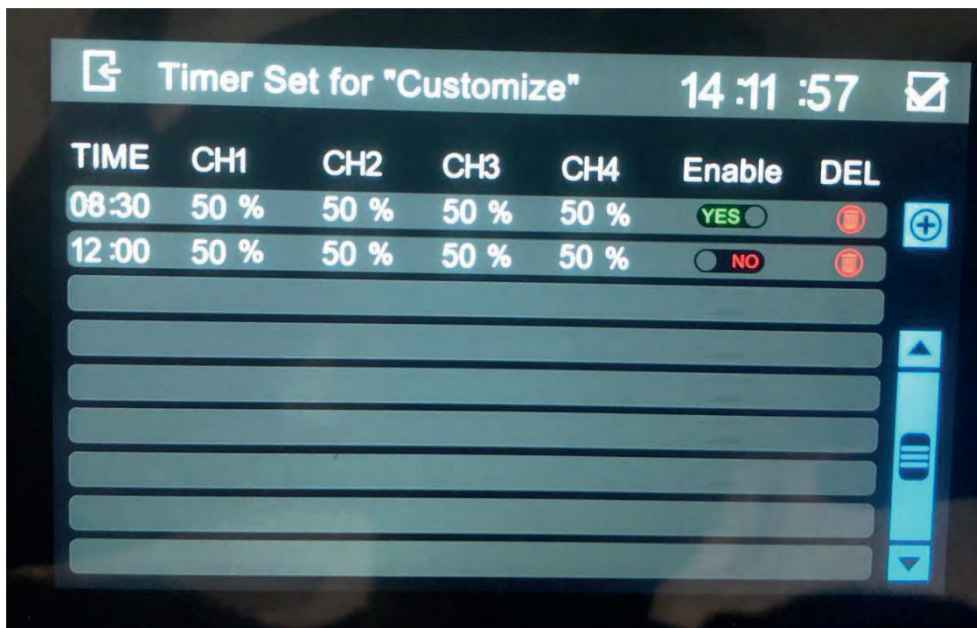 Timer Set for "Customize" 14:11:57
TIME CH1 CH2 CH3 CH4 Enable DEL
08:30 50 % 50 % 50 % 50 % YES
12:00 50 % 50 % 50 % 50 % NO